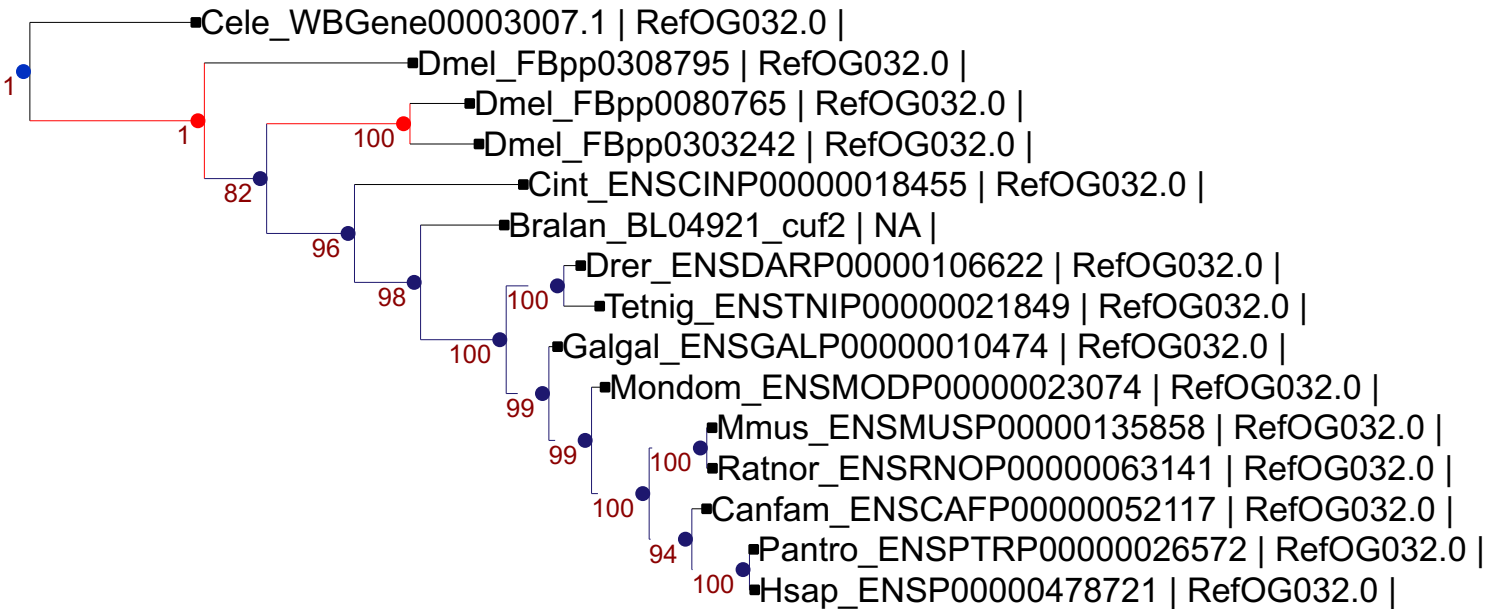 Cele_WBGene00003007.1 | RefOG032.0 |
1
Dmel_FBpp0308795 | RefOG032.0 |
1
Dmel_FBpp0080765 | RefOG032.0 |
100
Dmel_FBpp0303242 | RefOG032.0 |
82
Cint_ENSCINP00000018455 | RefOG032.0 |
96
Bralan_BL04921_cuf2 | NA |
98
Drer_ENSDARP00000106622 | RefOG032.0 |
100
Tetnig_ENSTNIP00000021849 | RefOG032.0 |
100
Galgal_ENSGALP00000010474 | RefOG032.0 |
99
Mondom_ENSMODP00000023074 | RefOG032.0 |
99
Mmus_ENSMUSP00000135858 | RefOG032.0 |
100
Ratnor_ENSRNOP00000063141 | RefOG032.0 |
100
Canfam_ENSCAFP00000052117 | RefOG032.0 |
94
Pantro_ENSPTRP00000026572 | RefOG032.0 |
100
Hsap_ENSP00000478721 | RefOG032.0 |